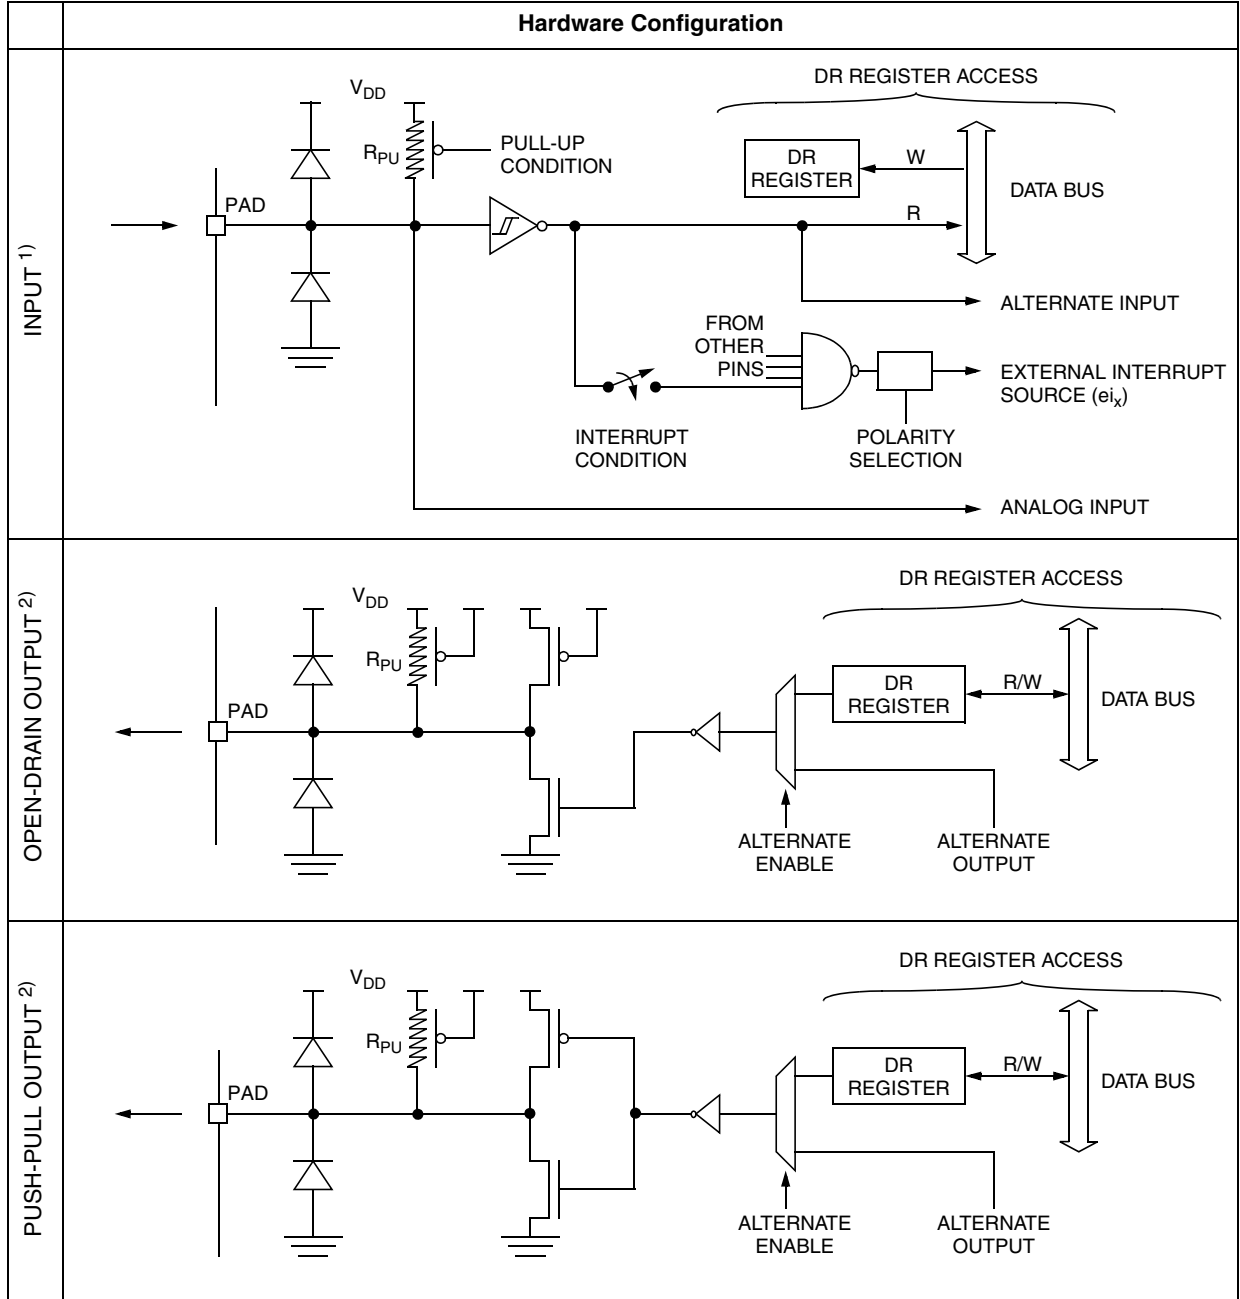 Hardware Configuration
INPUT 1)
DR REGISTER ACCESS
VDD
RPU
PULL-UP
CONDITION
DR
REGISTER
W
DATA BUS
PAD
R
ALTERNATE INPUT
FROM
OTHER
PINS
EXTERNAL INTERRUPT
SOURCE (eix)
INTERRUPT
CONDITION
POLARITY
SELECTION
ANALOG INPUT
OPEN-DRAIN OUTPUT 2)
DR REGISTER ACCESS
VDD
RPU
DR
REGISTER
R/W
DATA BUS
PAD
ALTERNATE
ENABLE
ALTERNATE
OUTPUT
PUSH-PULL OUTPUT 2)
DR REGISTER ACCESS
VDD
RPU
DR
REGISTER
R/W
DATA BUS
PAD
ALTERNATE
ENABLE
ALTERNATE
OUTPUT